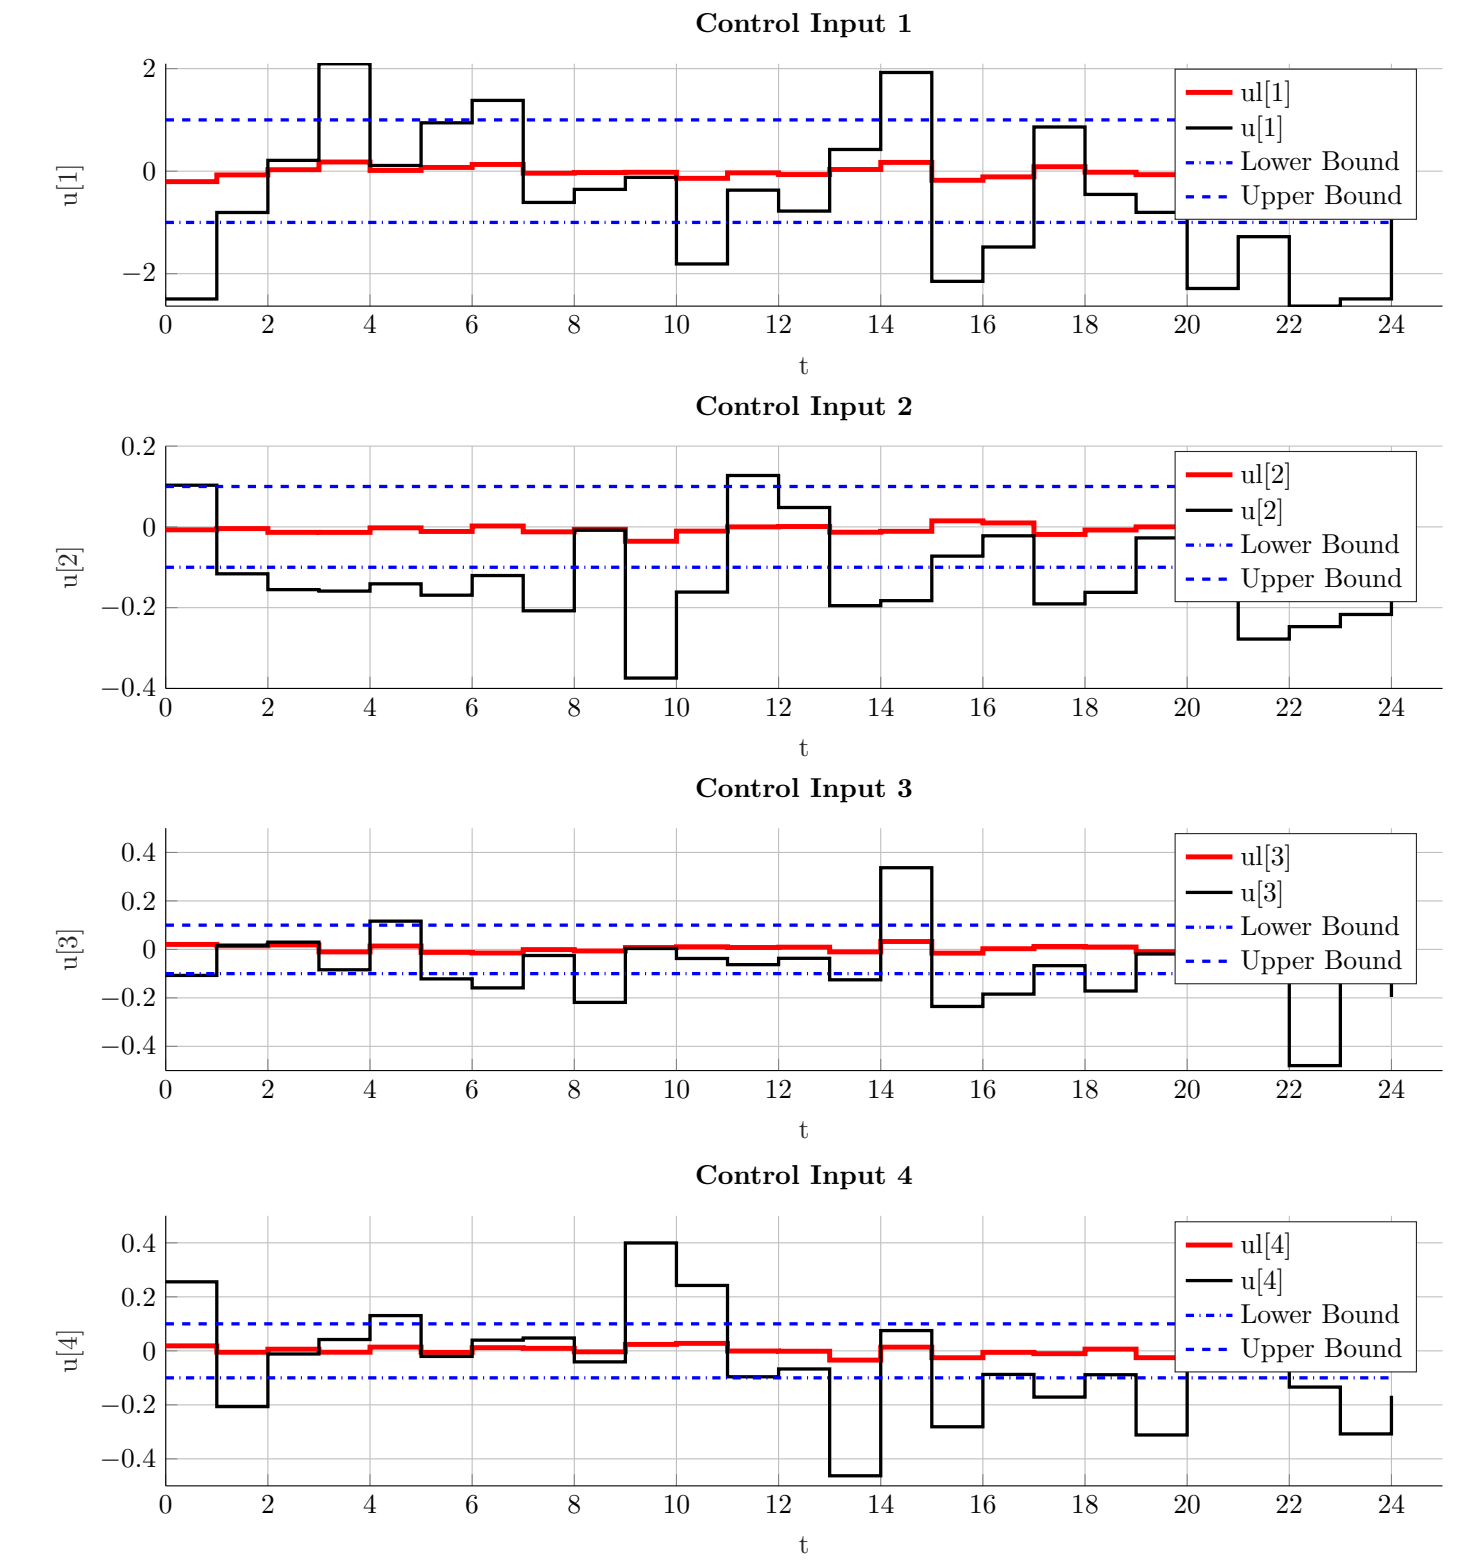 Control Input 1
2
0
−2
u[1]
ul[1]
u[1]
Lower Bound
Upper Bound
0 2 4 6 8 10 12 14 16 18 20 22 24
t
Control Input 2
0.2
0
−0.2
−0.4
u[2]
ul[2]
u[2]
Lower Bound
Upper Bound
0 2 4 6 8 10 12 14 16 18 20 22 24
t
Control Input 3
0.4
0.2
0
−0.2
−0.4
u[3]
ul[3]
u[3]
Lower Bound
Upper Bound
0 2 4 6 8 10 12 14 16 18 20 22 24
t
Control Input 4
0.4
0.2
0
−0.2
−0.4
u[4]
ul[4]
u[4]
Lower Bound
Upper Bound
0 2 4 6 8 10 12 14 16 18 20 22 24
t